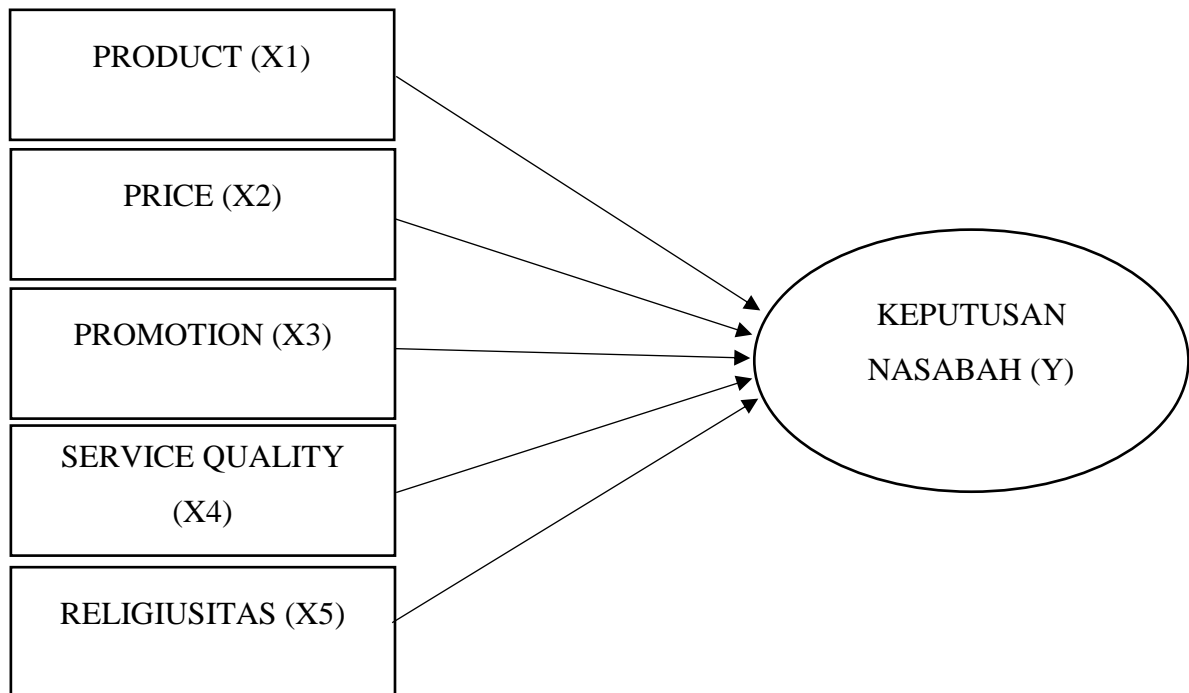 PRODUCT (X1)
PRICE (X2)
PROMOTION (X3)
SERVICE QUALITY
(X4)
RELIGIUSITAS (X5)
KEPUTUSAN
NASABAH (Y)